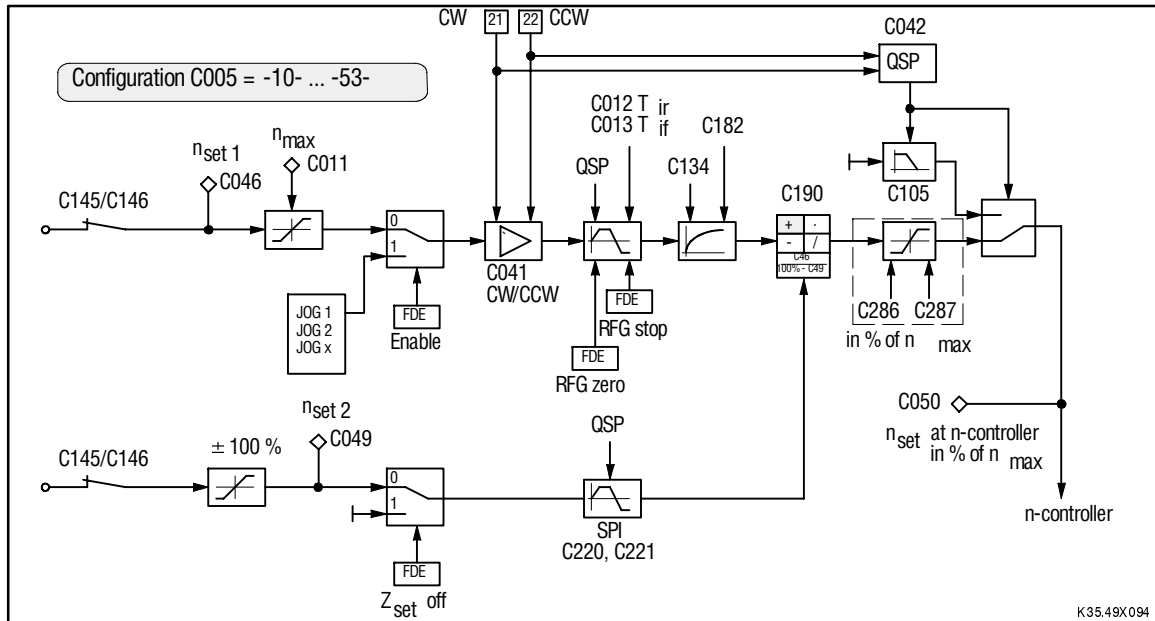 CW 21 22 CCW
C042
QSP
Configuration C005 = -10- ... -53-
n set 1
C046
n max
C011
C145/C146
0
1
JOG 1
JOG 2
JOG x
FDE
Enable
C041
CW/CCW
C012 T ir
C013 T if
QSP
FDE
RFG stop
FDE
RFG zero
C134
C182
C190
+ ·
- /
C46
100% - C49
C105
C286 C287
in % of n max
C050
n set at n-controller
in % of n max
n-controller
C145/C146
± 100 %
n set 2
C049
0
1
FDE
Z set off
QSP
SPI
C220, C221
K35.49X094